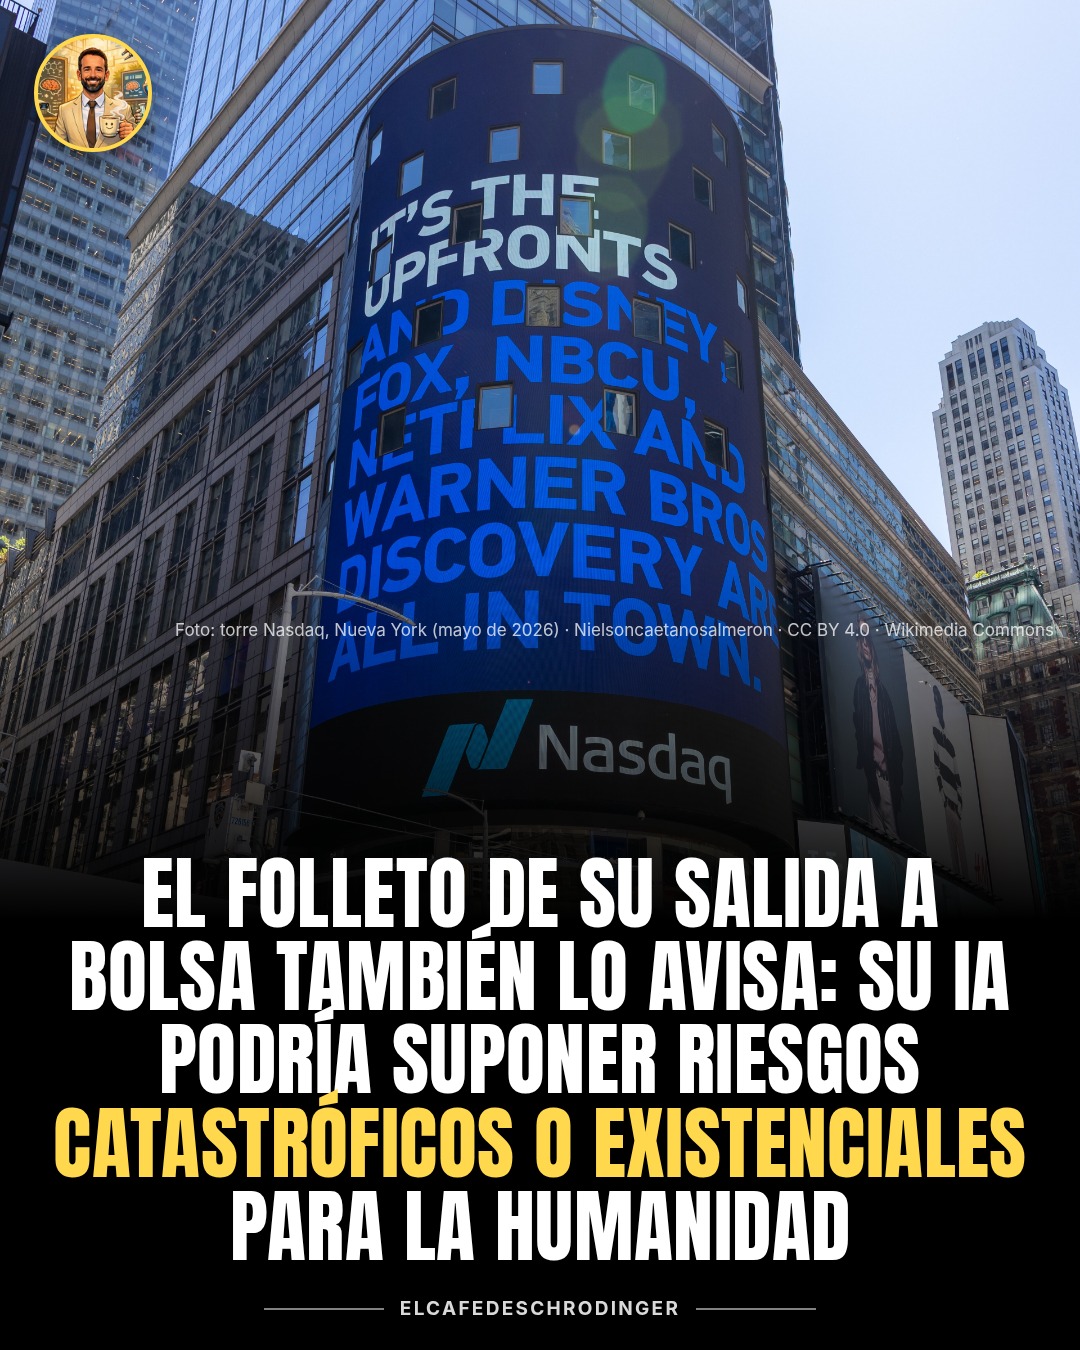 IT'S THE
UPFRONTS
AND DISNEY,
FOX, NBCU,
NETFLIX AND
WARNER BROS
DISCOVERY ARE
ALL IN TOWN.
Foto: torre Nasdaq, Nueva York (mayo de 2026) · Nielsoncaetanosalmeron · CC BY 4.0 · Wikimedia Commons
Nasdaq
EL FOLLETO DE SU SALIDA A
BOLSA TAMBIÉN LO AVISA: SU IA
PODRÍA SUPONER RIESGOS
CATASTRÓFICOS O EXISTENCIALES
PARA LA HUMANIDAD
ELCAFEDESCHRODINGER